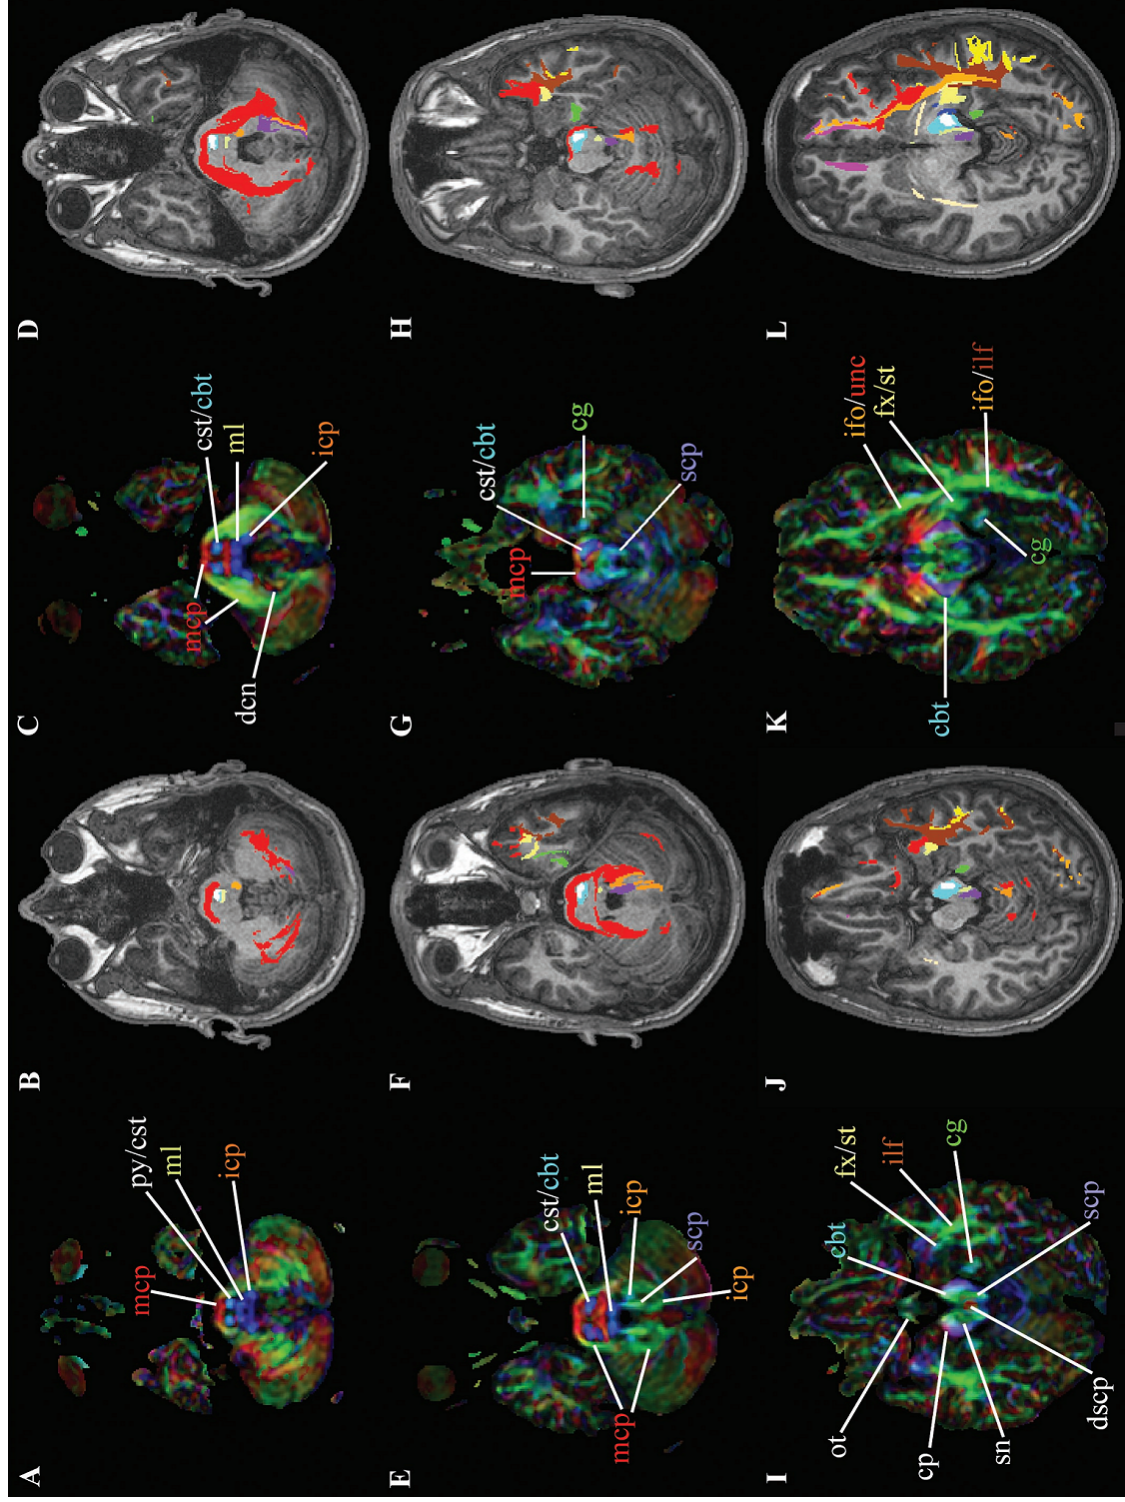 A
mcp
py/cst
ml
icp
B
C
mcp
dcn
cst/cbt
ml
icp
D
E
mcp
cst/cbt
ml
icp
scp
icp
F
G
mcp
cst/cbt
cg
scp
H
I
ot
cp
sn
dscp
cbt
fx/st
ilf
cg
scp
J
K
cbt
ifo/unc
fx/st
ifo/ilf
cg
L